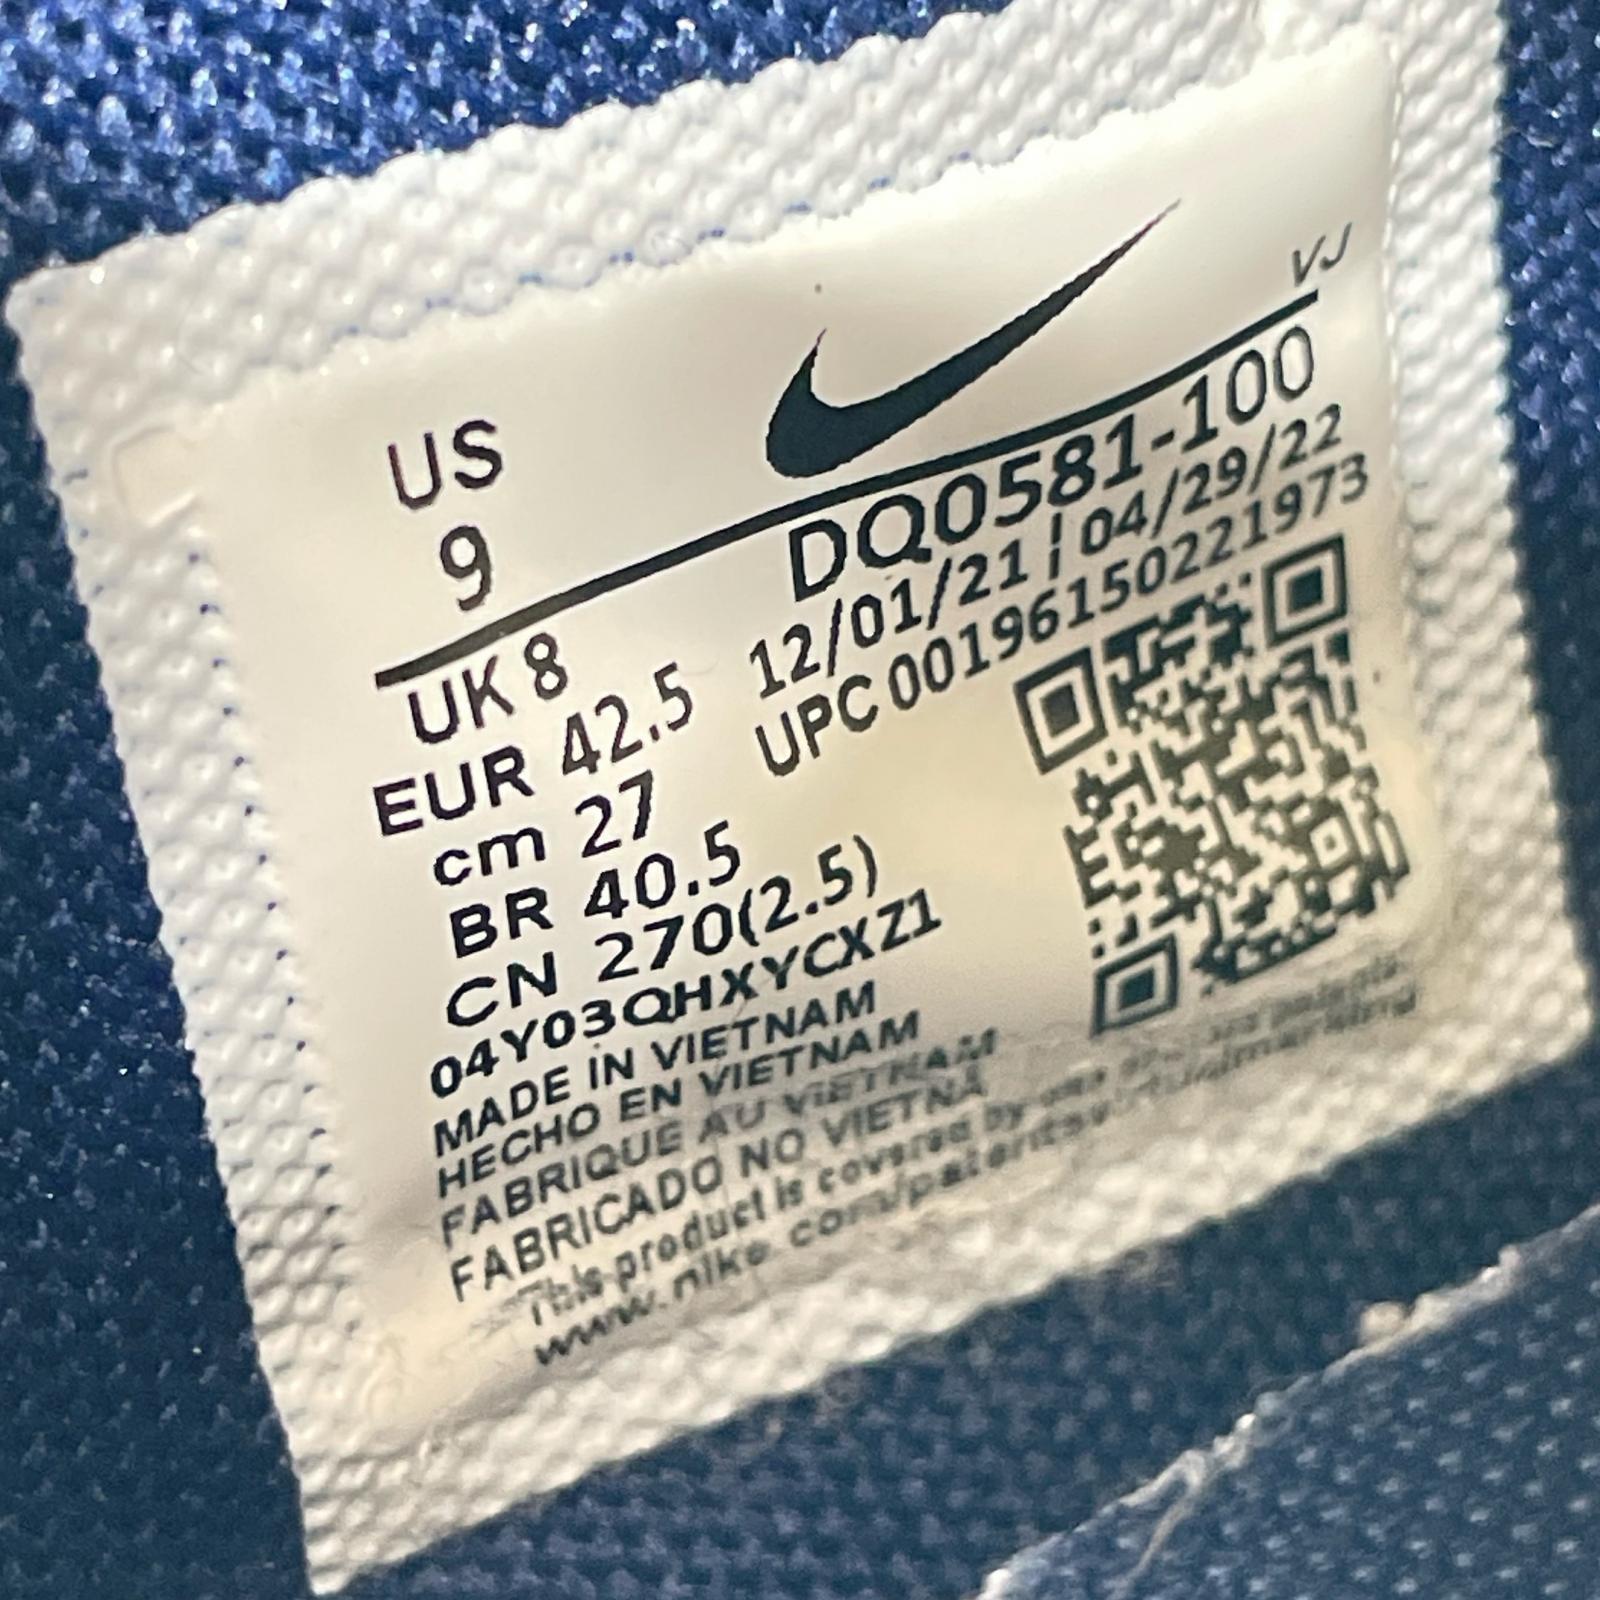 VJ
US
9
DQ0581-100
12/01/21 ¦ 04/29/22
UPC 00196150221973
UK 8
EUR 42.5
cm 27
BR 40.5
CN 270(2.5)
04Y03QHXYCXZ1
MADE IN VIETNAM
HECHO EN VIETNAM
FABRIQUE AU VIETNAM
FABRICADO NO VIETNÃ
This product is covered by
www.nike.com/patentsvirtualmarking